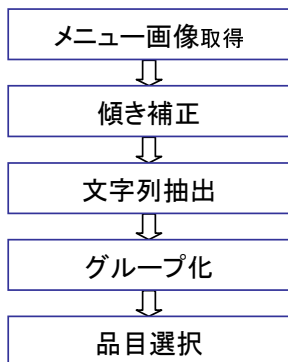 メニュー画像取得
傾き補正
文字列抽出
グループ化
品目選択